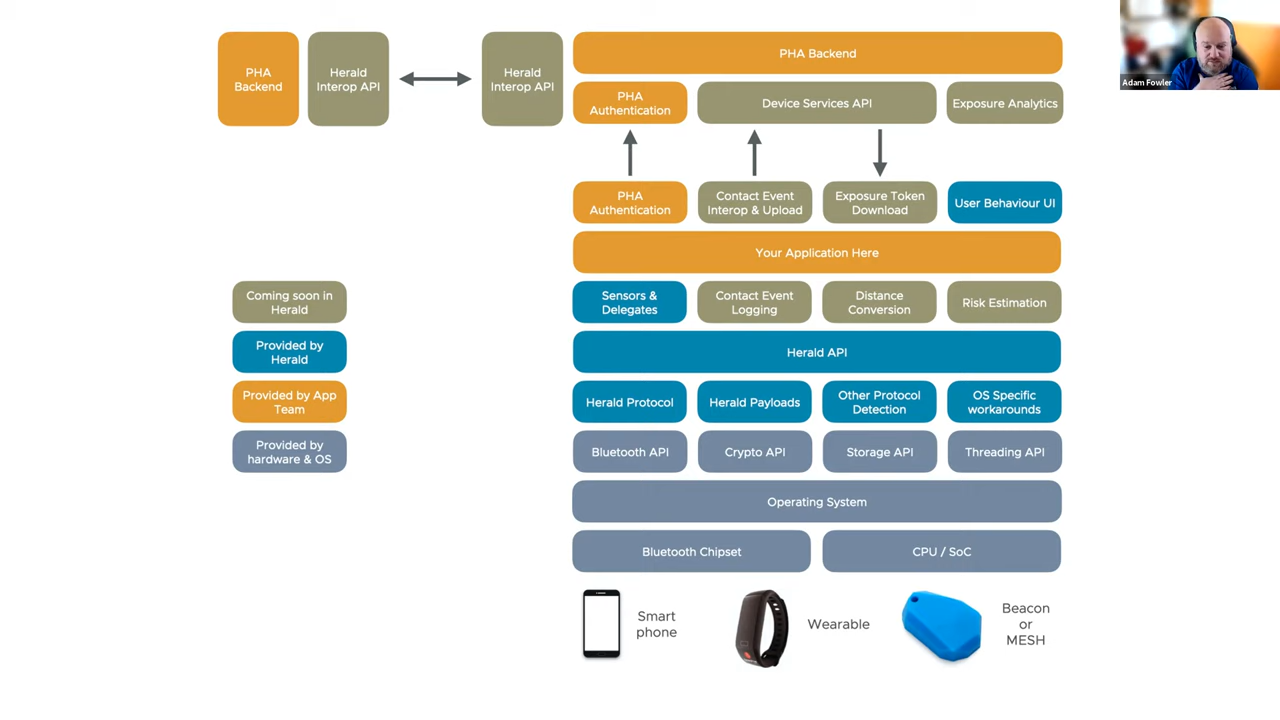 PHA
Backend
Herald
Interop API
Herald
Interop API
PHA Backend
PHA
Authentication
Device Services API
Exposure Analytics
PHA
Authentication
Contact Event
Interop & Upload
Exposure Token
Download
User Behaviour UI
Your Application Here
Coming soon in
Herald
Sensors &
Delegates
Contact Event
Logging
Distance
Conversion
Risk Estimation
Provided by
Herald
Herald API
Provided by App
Team
Herald Protocol
Herald Payloads
Other Protocol
Detection
OS Specific
workarounds
Provided by
hardware & OS
Bluetooth API
Crypto API
Storage API
Threading API
Operating System
Bluetooth Chipset
CPU / SoC
Smart
phone
Wearable
Beacon
or
MESH
Adam Fowler